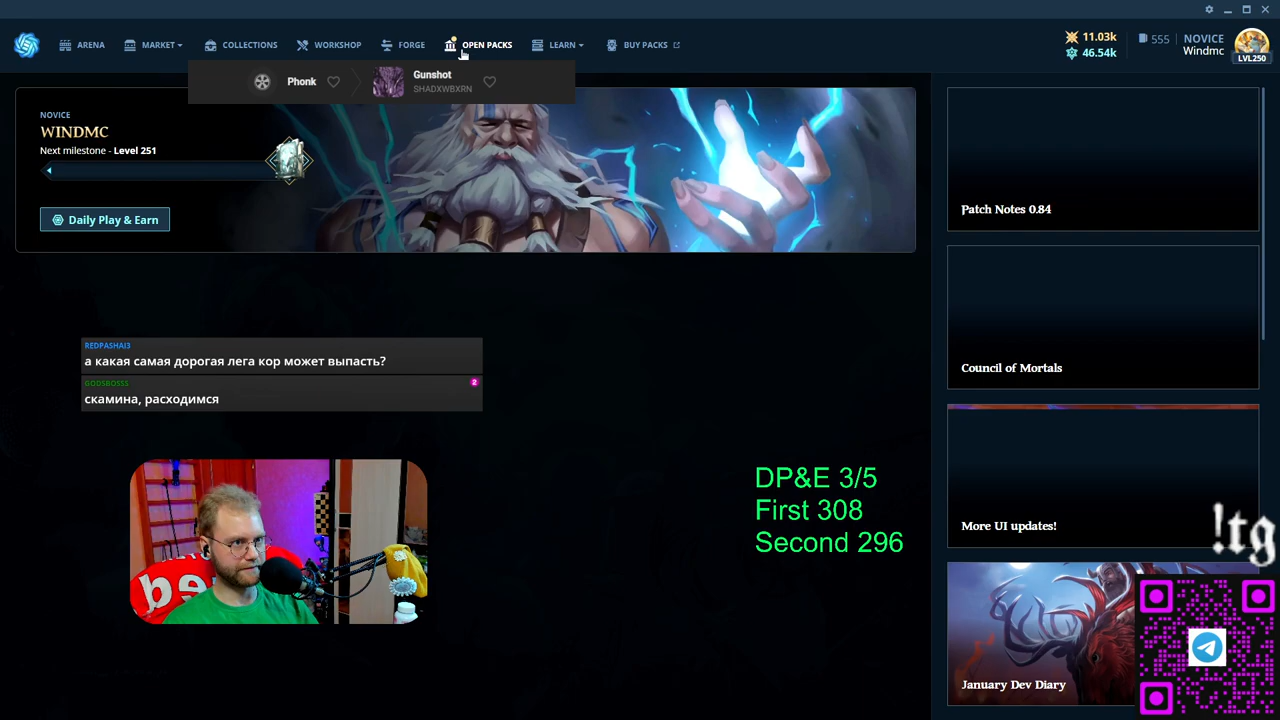 ARENA
MARKET
COLLECTIONS
WORKSHOP
FORGE
OPEN PACKS
LEARN
BUY PACKS
11.03k
46.54k
555
NOVICE
Windmc
LVL250
Phonk
Gunshot
SHADXWBXRN
NOVICE
WINDMC
Next milestone - Level 251
Daily Play & Earn
REDPASHAI3
а какая самая дорогая лега кор может выпасть?
GODSBOSSS
2
скамина, расходимся
DP&E 3/5
First 308
Second 296
Patch Notes 0.84
Council of Mortals
More UI updates!
!tg
January Dev Diary